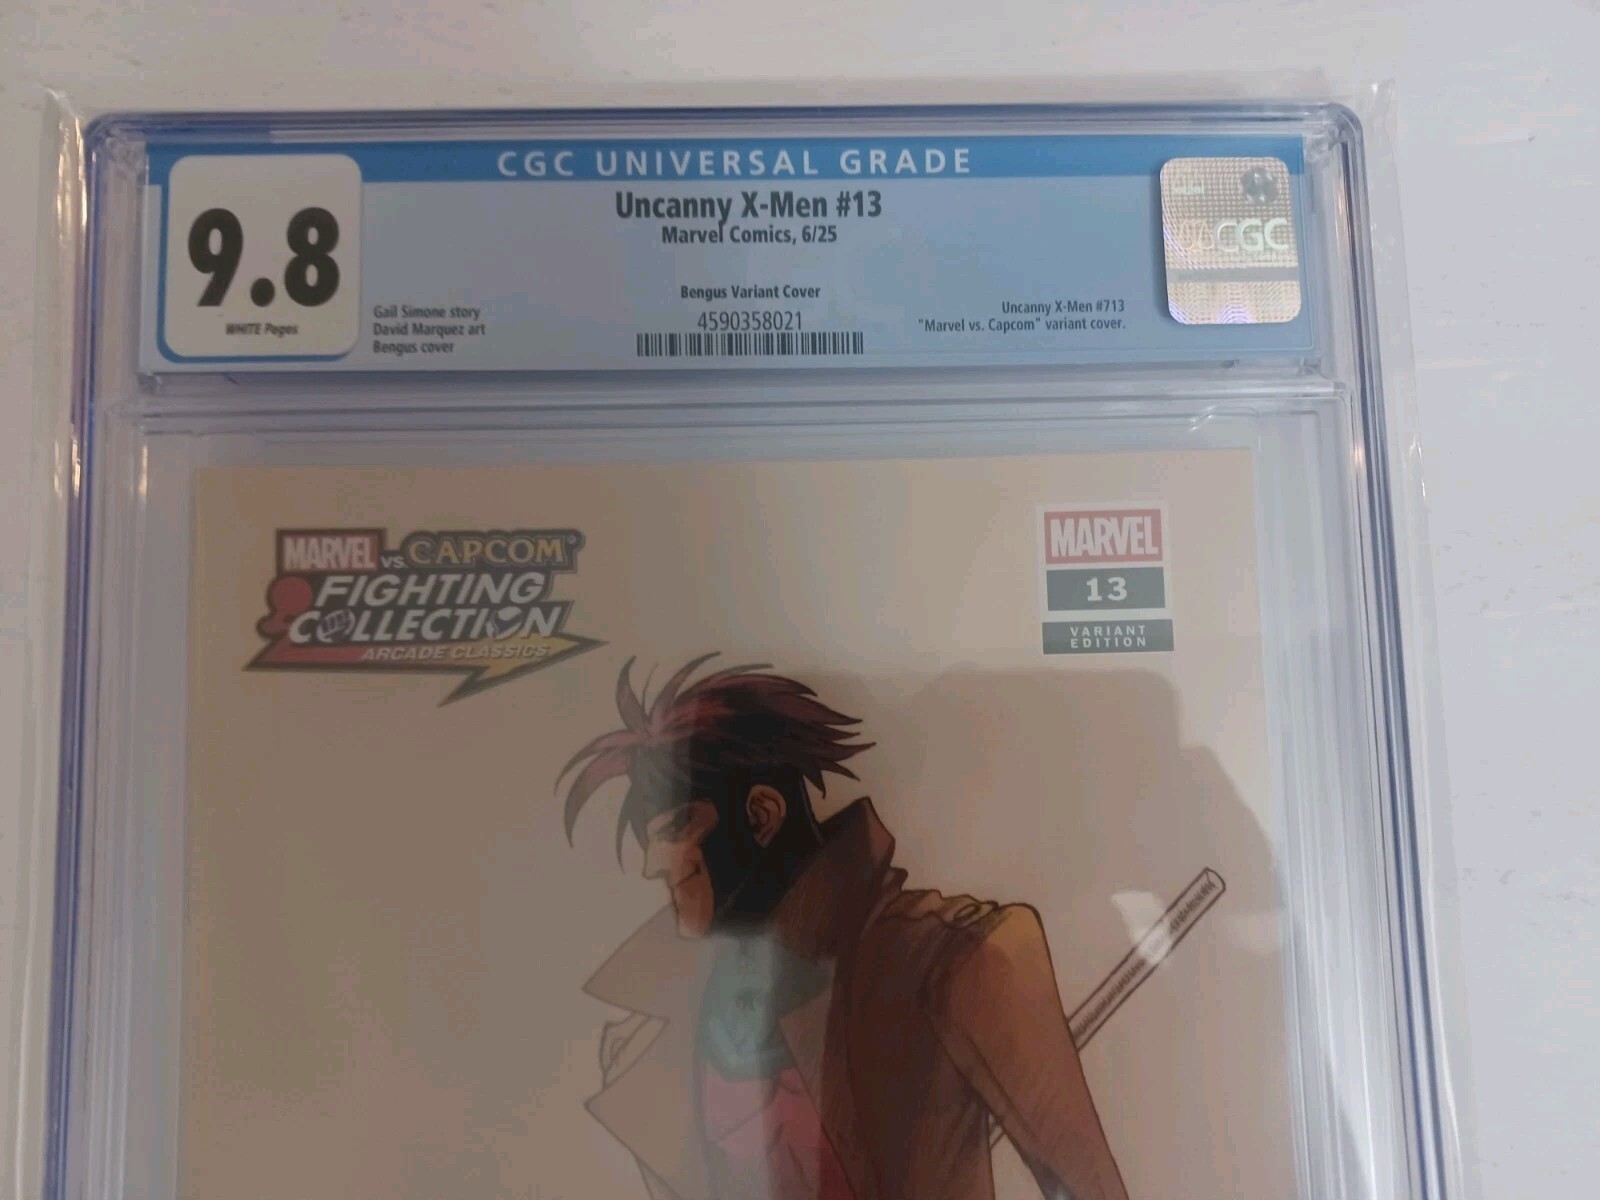 CGC UNIVERSAL GRADE
9.8
WHITE Pages
Uncanny X-Men #13
Marvel Comics, 6/25
Gail Simone story
David Marquez art
Bengus cover
Bengus Variant Cover
4590358021
Uncanny X-Men #713
"Marvel vs. Capcom" variant cover.
CGC
MARVEL VS. CAPCOM
FIGHTING
COLLECTION
ARCADE CLASSICS
MARVEL
13
VARIANT
EDITION